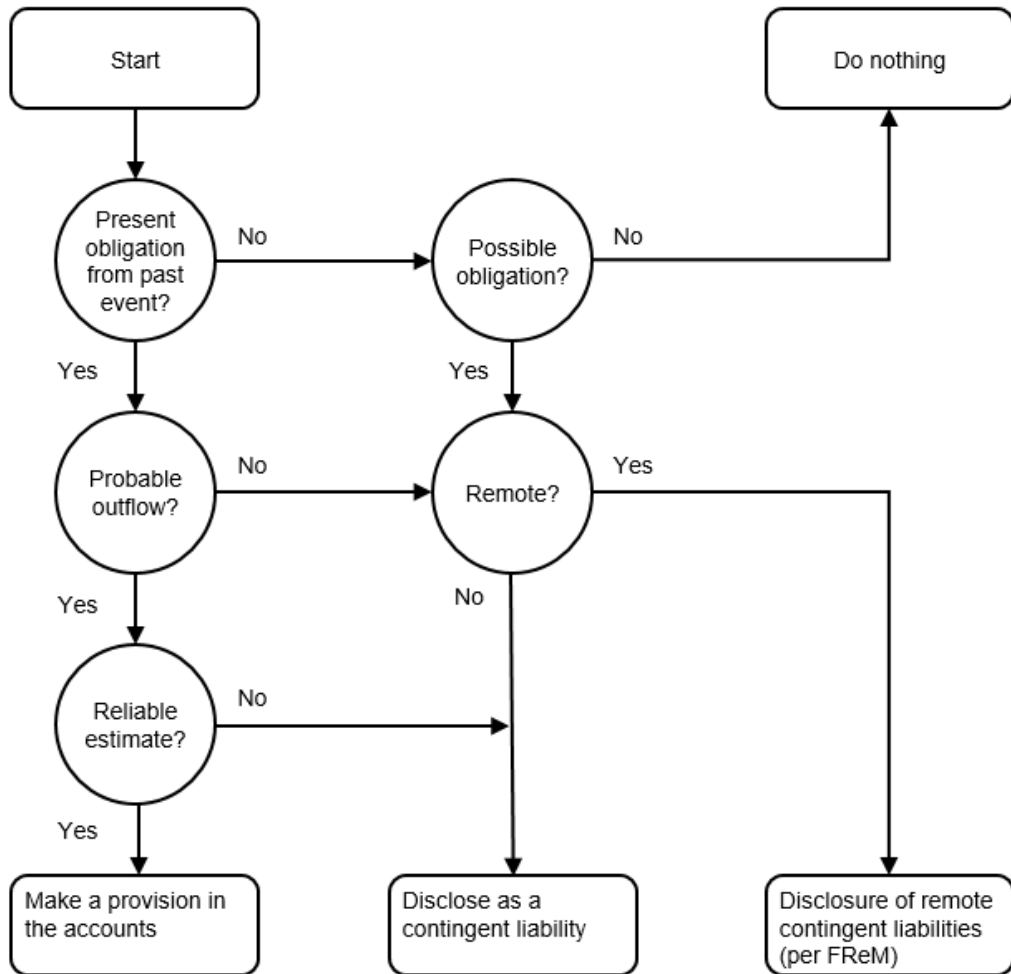 Start
Do nothing
Present
obligation
from past
event?
No
Possible
obligation?
No
Yes
Yes
Probable
outflow?
No
Remote?
Yes
Yes
No
Reliable
estimate?
No
Yes
Make a provision in
the accounts
Disclose as a
contingent liability
Disclosure of remote
contingent liabilities
(per FReM)